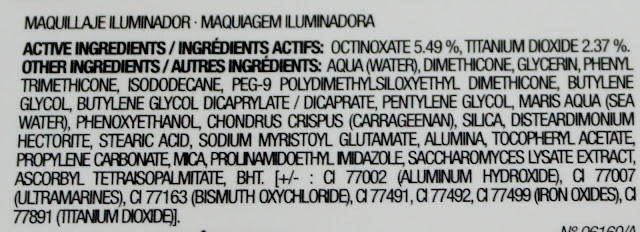 MAQUILLAJE ILUMINADOR · MAQUIAGEM ILUMINADORA
ACTIVE INGREDIENTS / INGRÉDIENTS ACTIFS: OCTINOXATE 5.49 %, TITANIUM DIOXIDE 2.37 %.
OTHER INGREDIENTS / AUTRES INGRÉDIENTS: AQUA (WATER), DIMETHICONE, GLYCERIN, PHENYL
TRIMETHICONE, ISODODECANE, PEG-9 POLYDIMETHYLSILOXYETHYL DIMETHICONE, BUTYLENE
GLYCOL, BUTYLENE GLYCOL DICAPRYLATE / DICAPRATE, PENTYLENE GLYCOL, MARIS AQUA (SEA
WATER), PHENOXYETHANOL, CHONDRUS CRISPUS (CARRAGEENAN), SILICA, DISTEARDIMONIUM
HECTORITE, STEARIC ACID, SODIUM MYRISTOYL GLUTAMATE, ALUMINA, TOCOPHERYL ACETATE,
PROPYLENE CARBONATE, MICA, PROLINAMIDOETHYL IMIDAZOLE, SACCHAROMYCES LYSATE EXTRACT,
ASCORBYL TETRAISOPALMITATE, BHT. [+/- : CI 77002 (ALUMINUM HYDROXIDE), CI 77007
(ULTRAMARINES), CI 77163 (BISMUTH OXYCHLORIDE), CI 77491, CI 77492, CI 77499 (IRON OXIDES), CI
77891 (TITANIUM DIOXIDE)].
Nº 06160/A